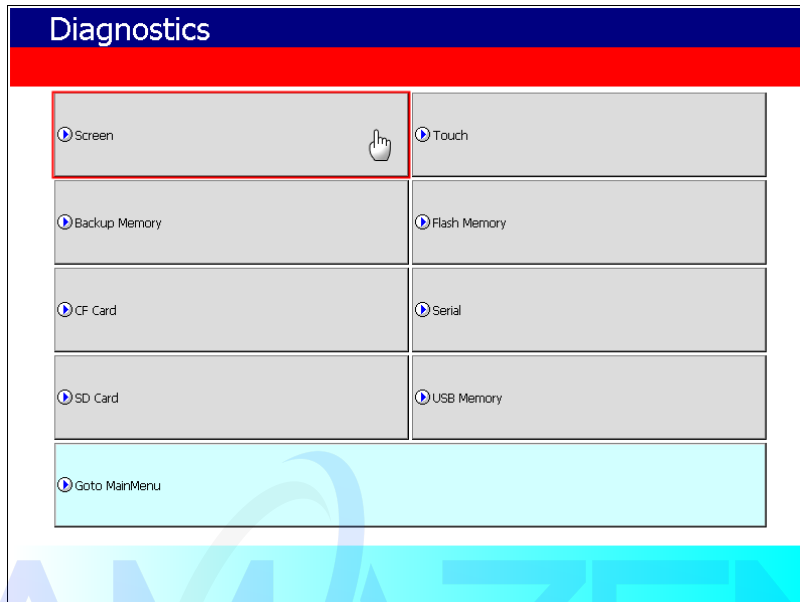 Diagnostics
Screen
Touch
Backup Memory
Flash Memory
CF Card
Serial
SD Card
USB Memory
Goto MainMenu